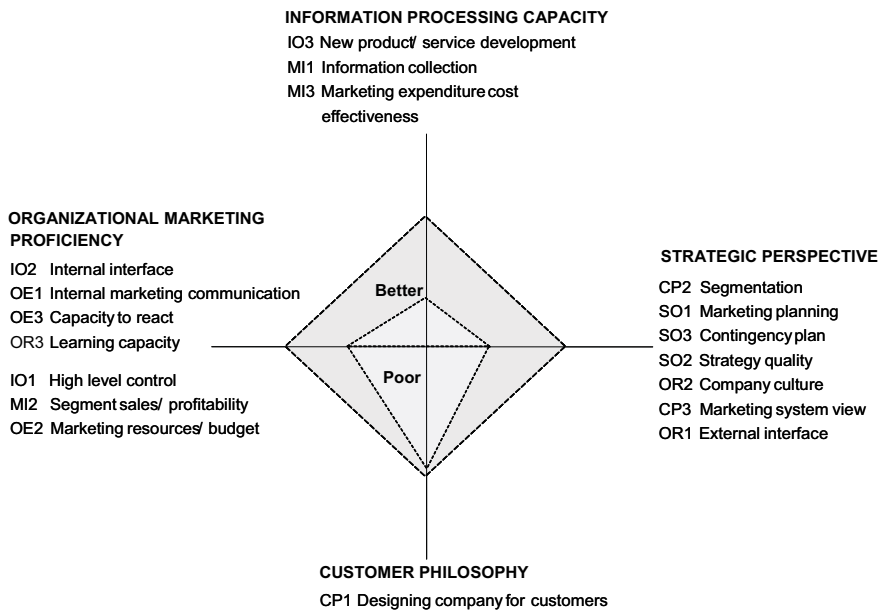 INFORMATION PROCESSING CAPACITY
IO3 New product/ service development
MI1 Information collection
MI3 Marketing expenditure cost
effectiveness
ORGANIZATIONAL MARKETING
PROFICIENCY
IO2 Internal interface
OE1 Internal marketing communication
OE3 Capacity to react
OR3 Learning capacity
IO1 High level control
MI2 Segment sales/ profitability
OE2 Marketing resources/ budget
Better
Poor
STRATEGIC PERSPECTIVE
CP2 Segmentation
SO1 Marketing planning
SO3 Contingency plan
SO2 Strategy quality
OR2 Company culture
CP3 Marketing system view
OR1 External interface
CUSTOMER PHILOSOPHY
CP1 Designing company for customers